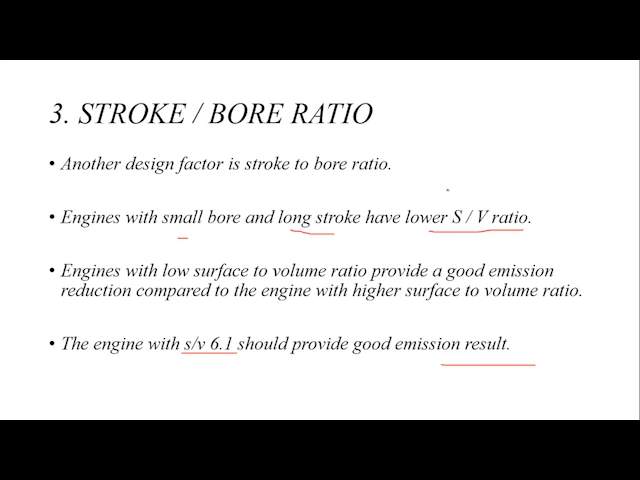 3. STROKE / BORE RATIO
• Another design factor is stroke to bore ratio.
• Engines with small bore and long stroke have lower S / V ratio.
• Engines with low surface to volume ratio provide a good emission
reduction compared to the engine with higher surface to volume ratio.
• The engine with s/v 6.1 should provide good emission result.